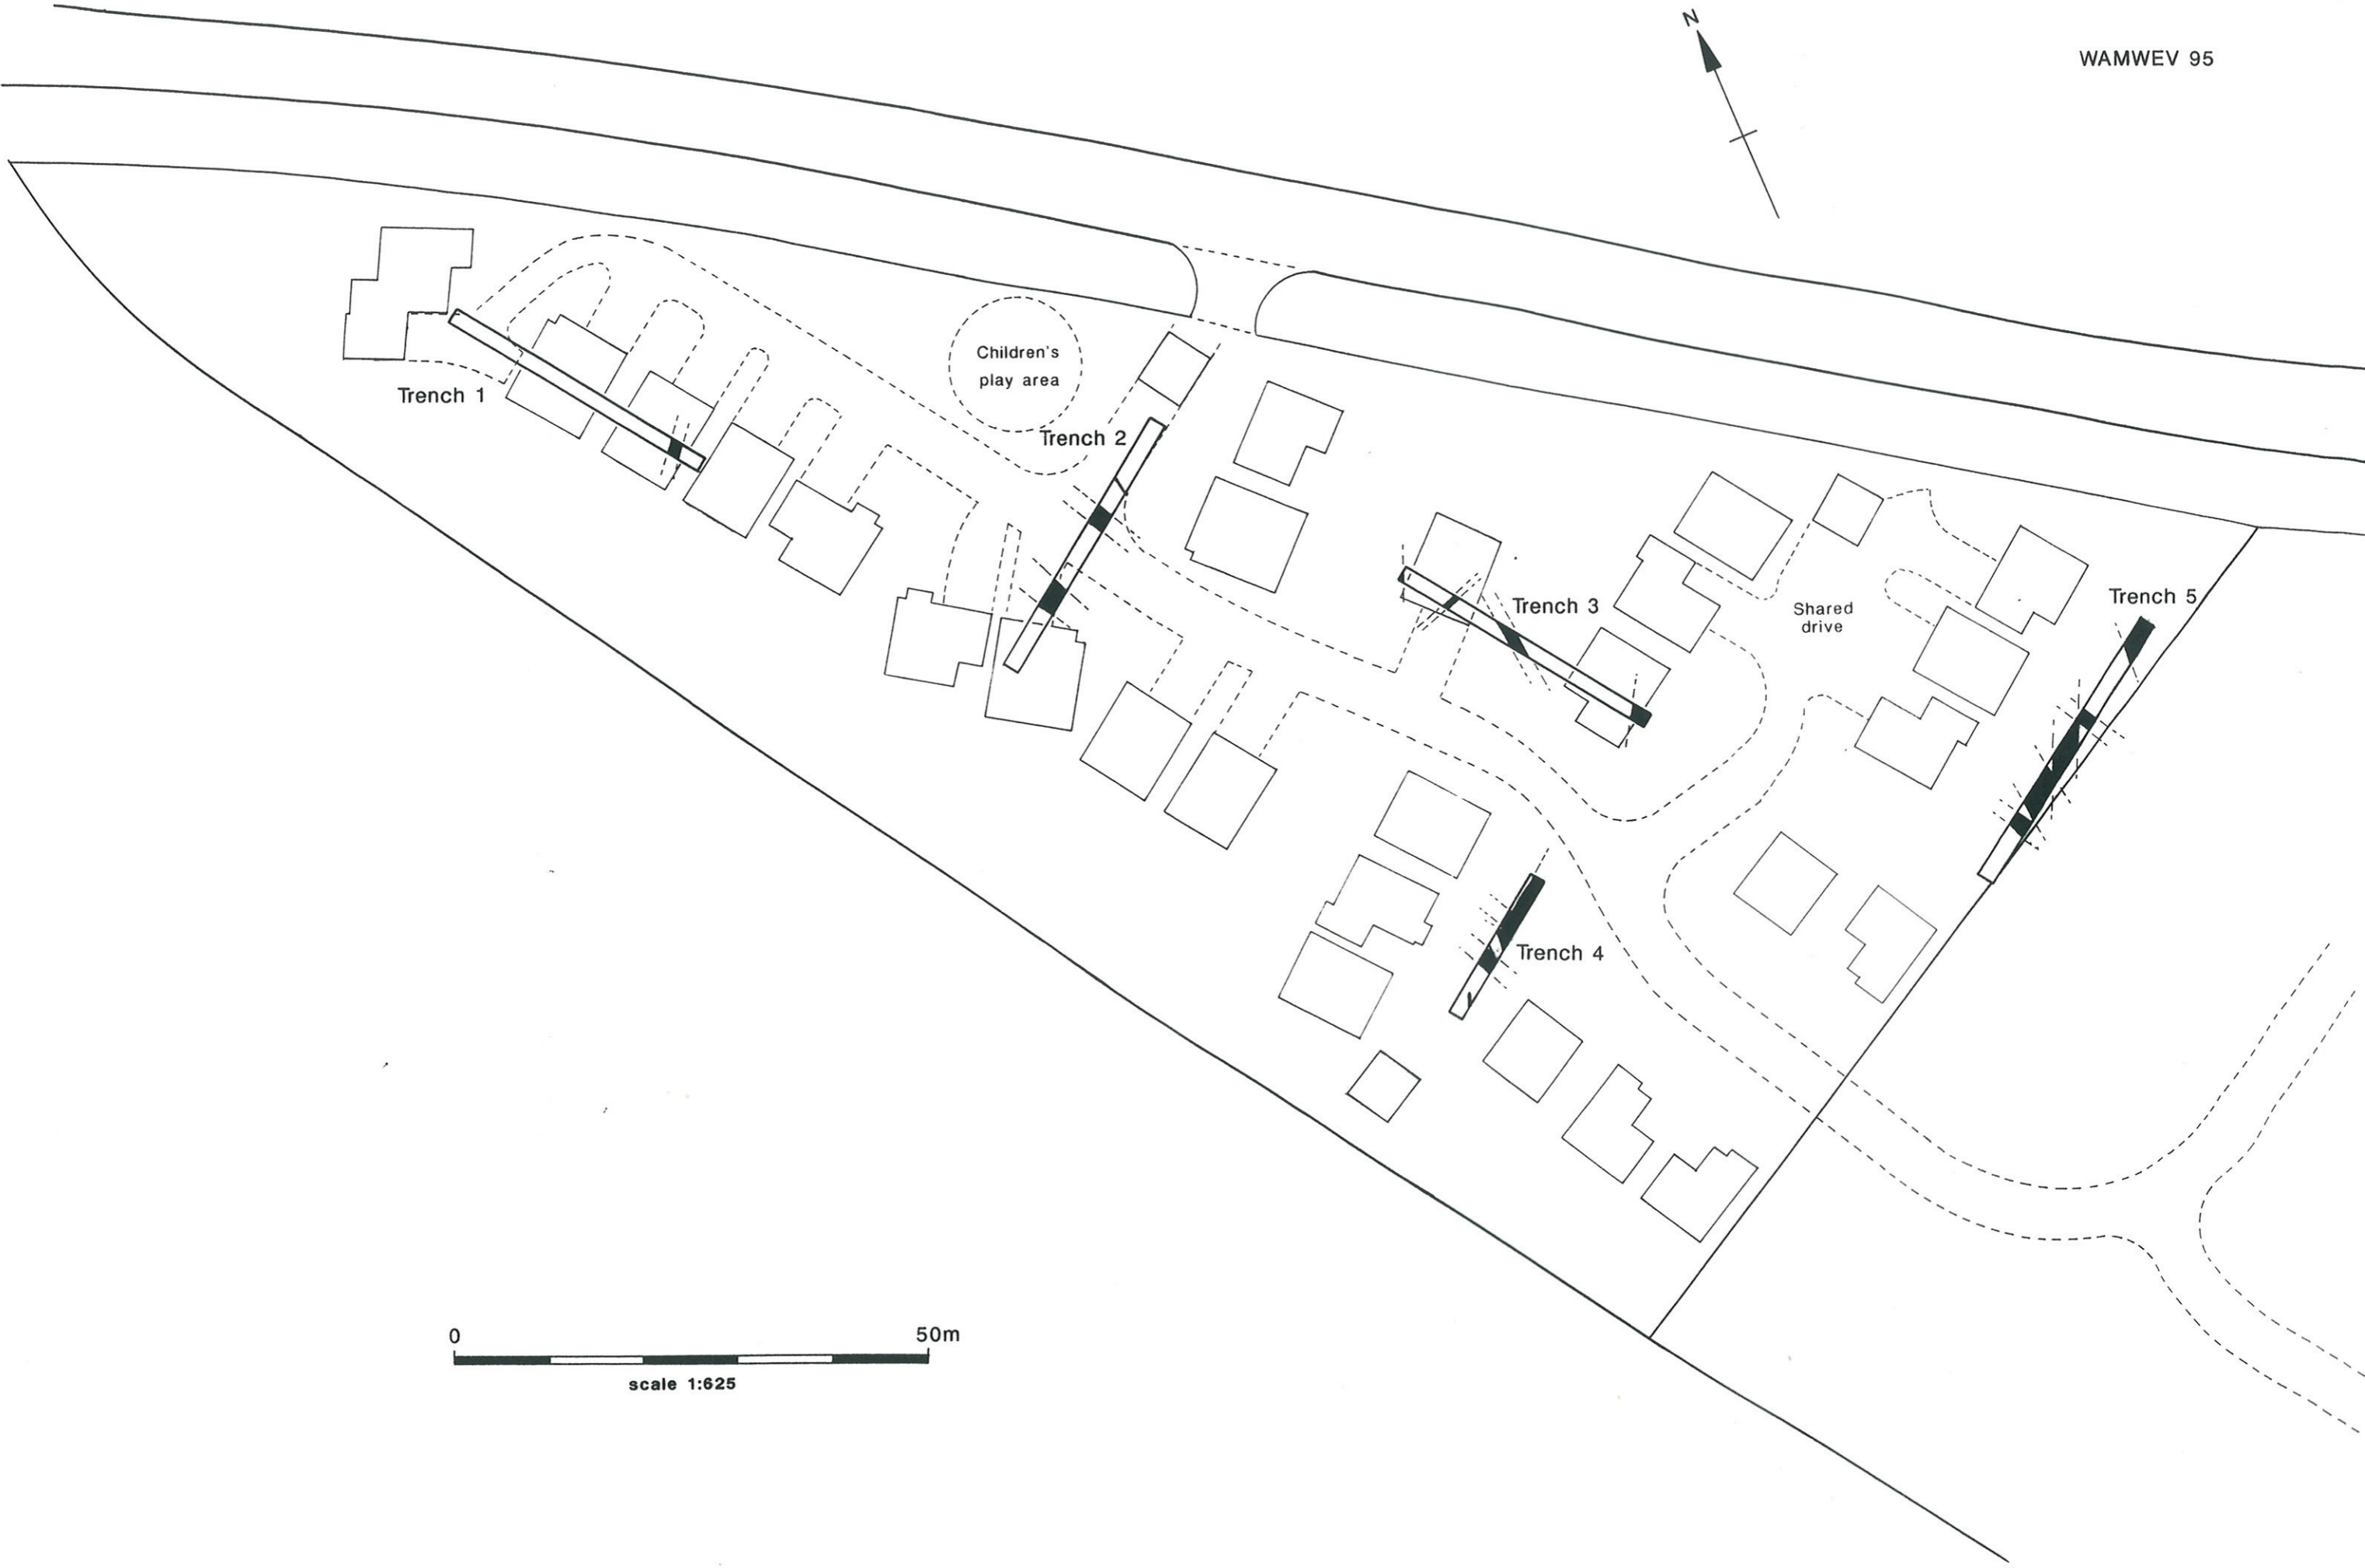 N
WAMWEV 95
Children's
play area
Trench 1
Trench 2
Trench 3
Shared
drive
Trench 5
Trench 4
0 50m
scale 1:625